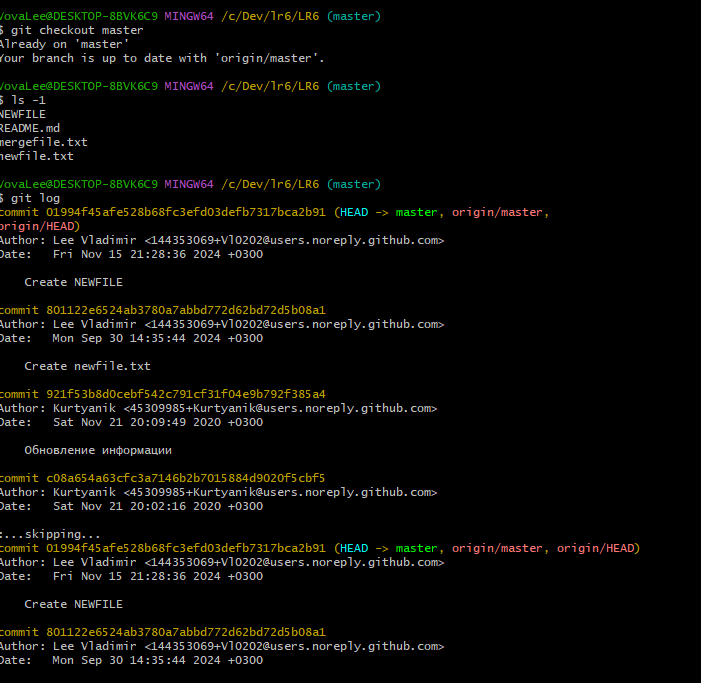 VovaLee@DESKTOP-8BVK6C9 MINGW64 /c/Dev/lr6/LR6 (master)
$ git checkout master
Already on 'master'
Your branch is up to date with 'origin/master'.
VovaLee@DESKTOP-8BVK6C9 MINGW64 /c/Dev/lr6/LR6 (master)
$ ls -1
NEWFILE
README.md
mergefile.txt
newfile.txt
VovaLee@DESKTOP-8BVK6C9 MINGW64 /c/Dev/lr6/LR6 (master)
$ git log
commit 01994f45afe528b68fc3efd03defb7317bca2b91 (HEAD -> master, origin/master,
origin/HEAD)
Author: Lee Vladimir <144353069+Vl0202@users.noreply.github.com>
Date:   Fri Nov 15 21:28:36 2024 +0300
Create NEWFILE
commit 801122e6524ab3780a7abbd772d62bd72d5b08a1
Author: Lee Vladimir <144353069+Vl0202@users.noreply.github.com>
Date:   Mon Sep 30 14:35:44 2024 +0300
Create newfile.txt
commit 921f53b8d0cebf542c791cf31f04e9b792f385a4
Author: Kurtyanik <45309985+Kurtyanik@users.noreply.github.com>
Date:   Sat Nov 21 20:09:49 2020 +0300
Обновление информации
commit c08a654a63cfc3a7146b2b7015884d9020f5cbf5
Author: Kurtyanik <45309985+Kurtyanik@users.noreply.github.com>
Date:   Sat Nov 21 20:02:16 2020 +0300
:...skipping...
commit 01994f45afe528b68fc3efd03defb7317bca2b91 (HEAD -> master, origin/master, origin/HEAD)
Author: Lee Vladimir <144353069+Vl0202@users.noreply.github.com>
Date:   Fri Nov 15 21:28:36 2024 +0300
Create NEWFILE
commit 801122e6524ab3780a7abbd772d62bd72d5b08a1
Author: Lee Vladimir <144353069+Vl0202@users.noreply.github.com>
Date:   Mon Sep 30 14:35:44 2024 +0300